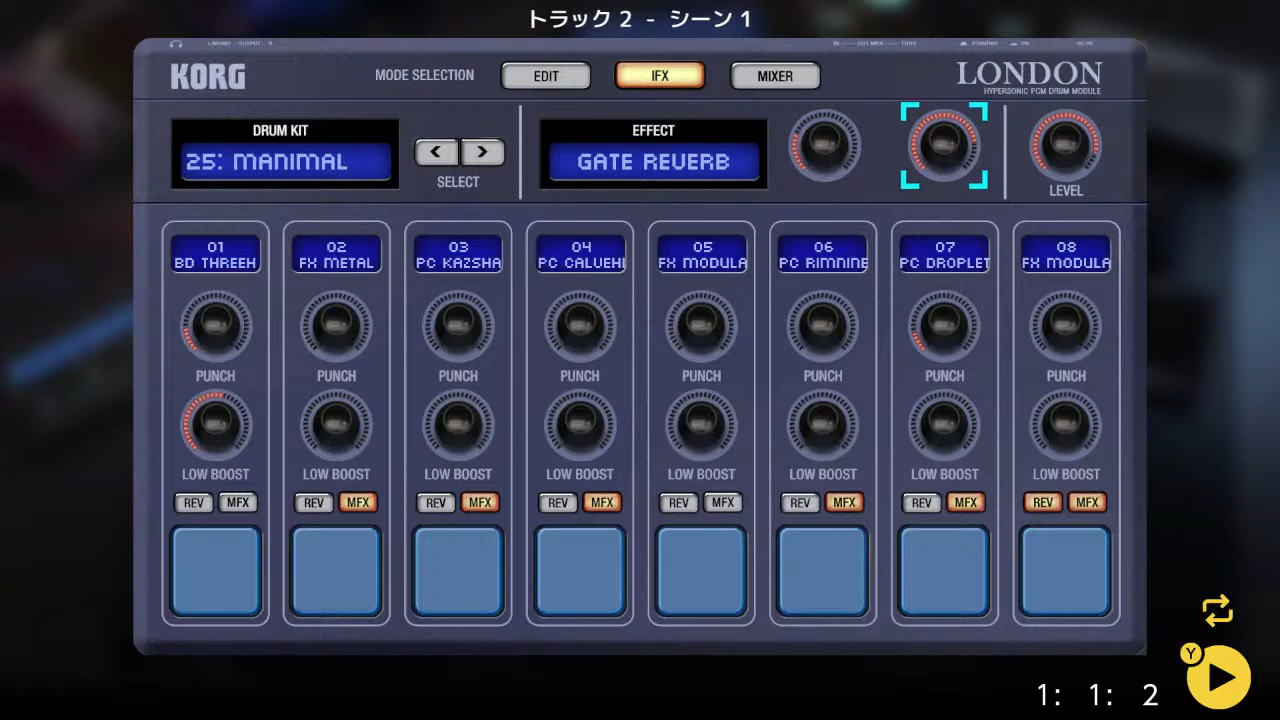 トラック 2 - シーン 1
KORG
MODE SELECTION
EDIT
IFX
MIXER
LONDON
HYPERSONIC PCM DRUM MODULE
DRUM KIT
25: MANIMAL
< >
SELECT
EFFECT
GATE REVERB
LEVEL
01 02 03 04 05 06 07 08
BD THREEH FX METAL PC KAZSHA PC CALUEHL FX MODULA PC RIMNINE PC DROPLET FX MODULA
PUNCH PUNCH PUNCH PUNCH PUNCH PUNCH PUNCH PUNCH
LOW BOOST LOW BOOST LOW BOOST LOW BOOST LOW BOOST LOW BOOST LOW BOOST LOW BOOST
REV MFX REV MFX REV MFX REV MFX REV MFX REV MFX REV MFX REV MFX
Y
1: 1: 2